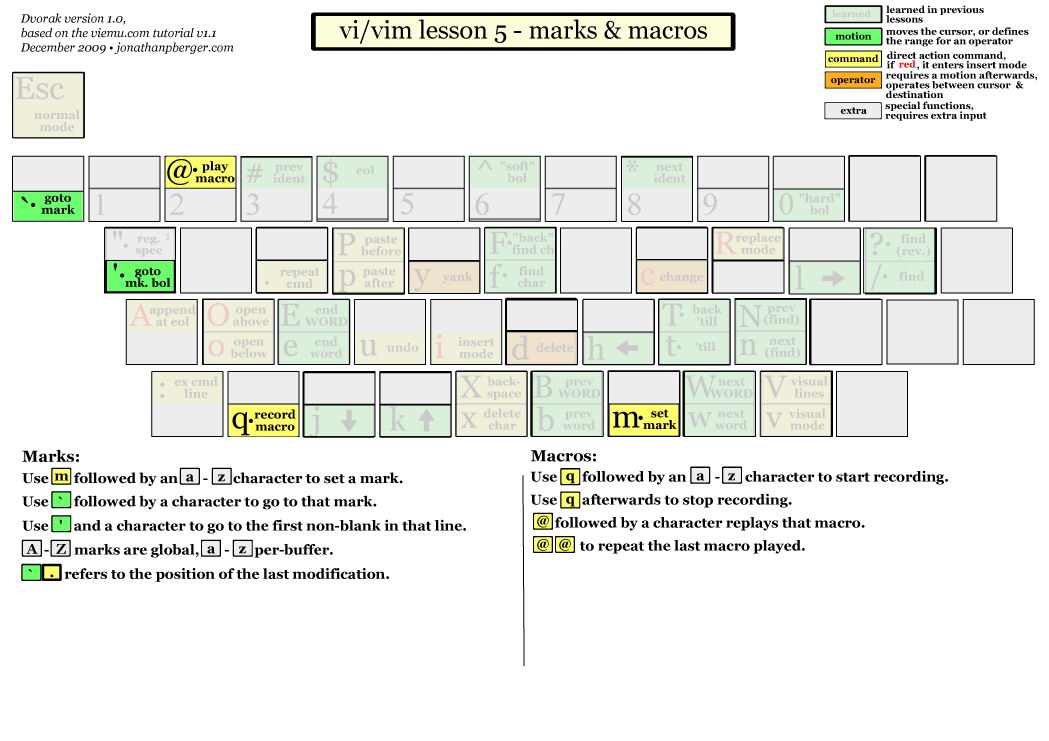 Dvorak version 1.0,
based on the viemu.com tutorial v1.1
December 2009 • jonathanpberger.com
vi/vim lesson 5 - marks & macros
learned learned in previous lessons
motion moves the cursor, or defines the range for an operator
command direct action command, if red, it enters insert mode
operator requires a motion afterwards, operates between cursor & destination
extra special functions, requires extra input
Esc normal mode
@• play macro # prev ident $ eol ^ "soft" bol * next ident
`• goto mark 1 2 3 4 5 6 7 8 9 0 "hard" bol
"• reg. 1 spec P paste before F• "back" find ch R replace mode ?• find (rev.)
'• goto mk. bol . repeat cmd p paste after y yank f• find char c change l /• find
A append at eol O open above E end WORD T• back 'till N prev (find)
o open below e end word u undo i insert mode d delete h t• 'till n next (find)
: ex cmd line X back-space B prev WORD W next WORD V visual lines
q• record macro j k x delete char b prev word m• set mark w next word v visual mode
Marks:
Use m followed by an a - z character to set a mark.
Use ` followed by a character to go to that mark.
Use ' and a character to go to the first non-blank in that line.
A - Z marks are global, a - z per-buffer.
` . refers to the position of the last modification.
Macros:
Use q followed by an a - z character to start recording.
Use q afterwards to stop recording.
@ followed by a character replays that macro.
@ @ to repeat the last macro played.